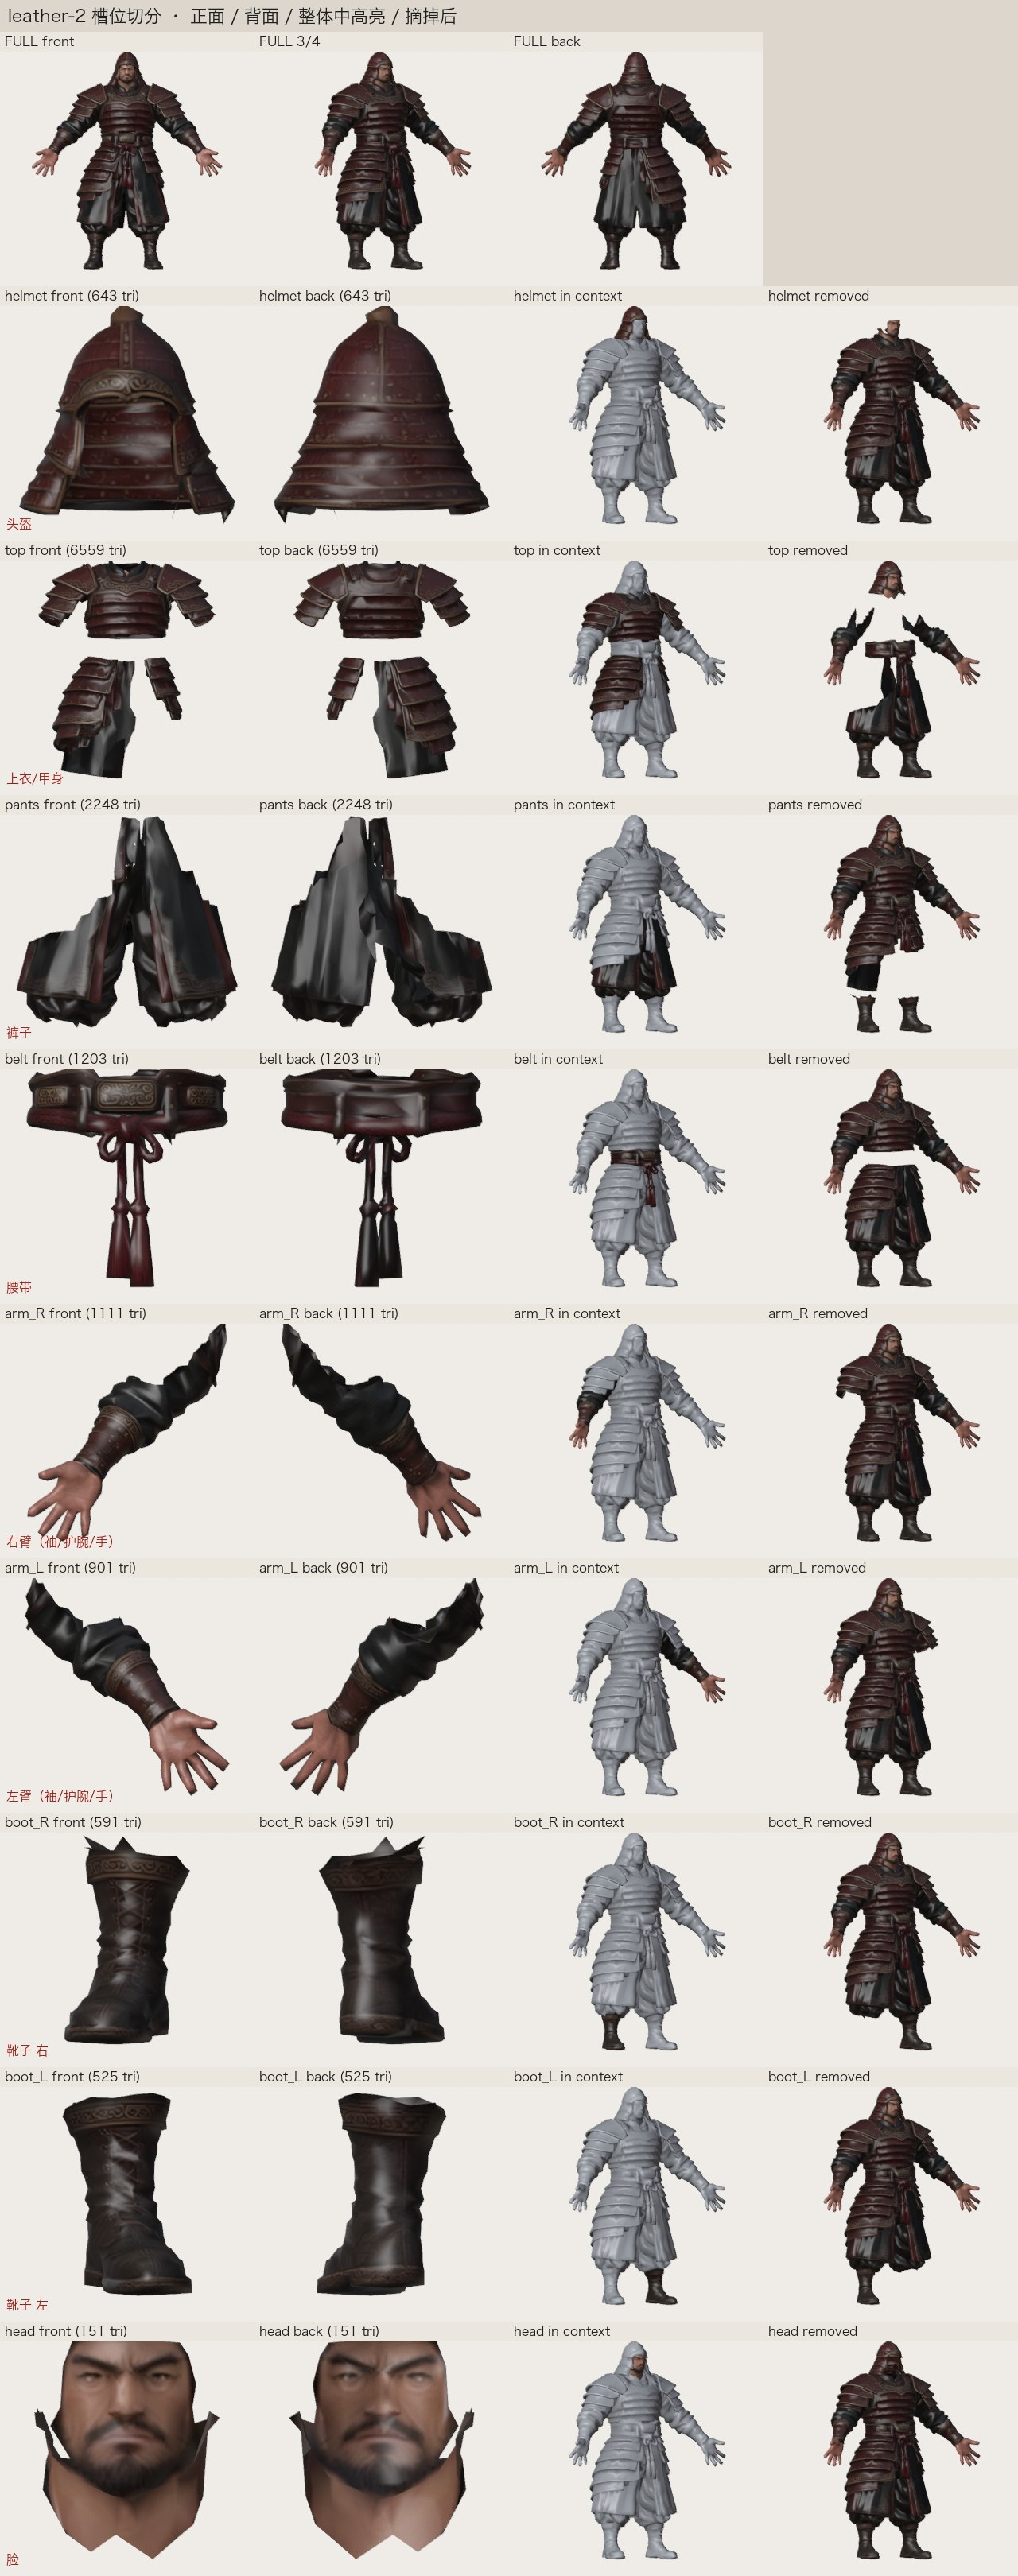 leather-2 槽位切分 · 正面 / 背面 / 整体中高亮 / 摘掉后
FULL front
FULL 3/4
FULL back
helmet front (643 tri)
helmet back (643 tri)
helmet in context
helmet removed
头盔
top front (6559 tri)
top back (6559 tri)
top in context
top removed
上衣/甲身
pants front (2248 tri)
pants back (2248 tri)
pants in context
pants removed
裤子
belt front (1203 tri)
belt back (1203 tri)
belt in context
belt removed
腰带
arm_R front (1111 tri)
arm_R back (1111 tri)
arm_R in context
arm_R removed
右臂（袖/护腕/手）
arm_L front (901 tri)
arm_L back (901 tri)
arm_L in context
arm_L removed
左臂（袖/护腕/手）
boot_R front (591 tri)
boot_R back (591 tri)
boot_R in context
boot_R removed
靴子 右
boot_L front (525 tri)
boot_L back (525 tri)
boot_L in context
boot_L removed
靴子 左
head front (151 tri)
head back (151 tri)
head in context
head removed
脸